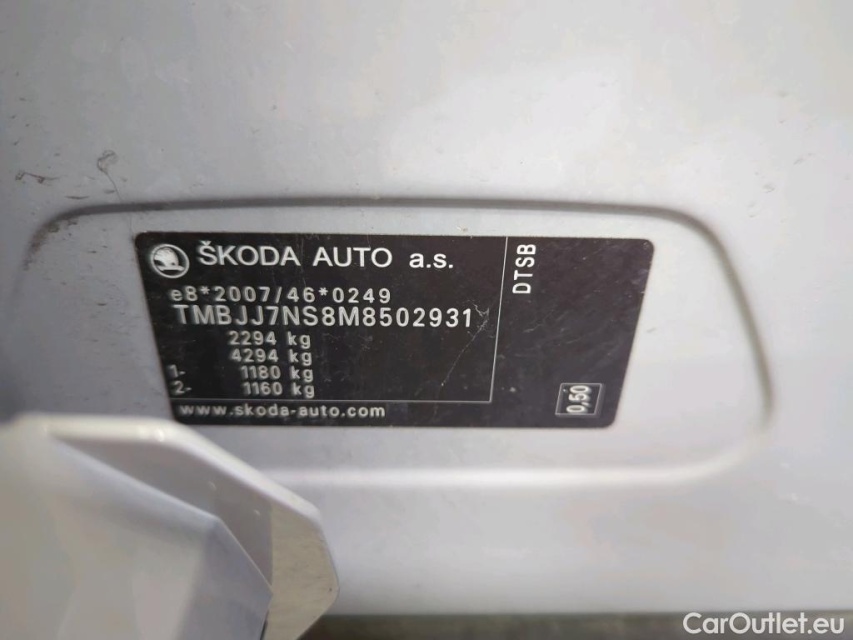 ŠKODA AUTO a.s.
e8*2007/46*0249
TMBJJ7NS8M8502931
2294 kg
4294 kg
1- 1180 kg
2- 1160 kg
www.skoda-auto.com
DTSB
0,50
CarOutlet.eu